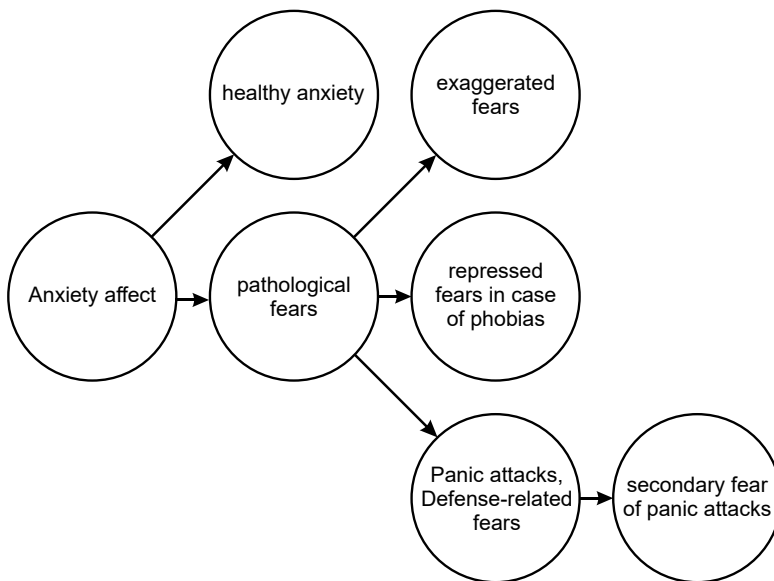 healthy anxiety
exaggerated
fears
Anxiety affect
pathological
fears
repressed
fears in case
of phobias
Panic attacks,
Defense-related
fears
secondary fear
of panic attacks